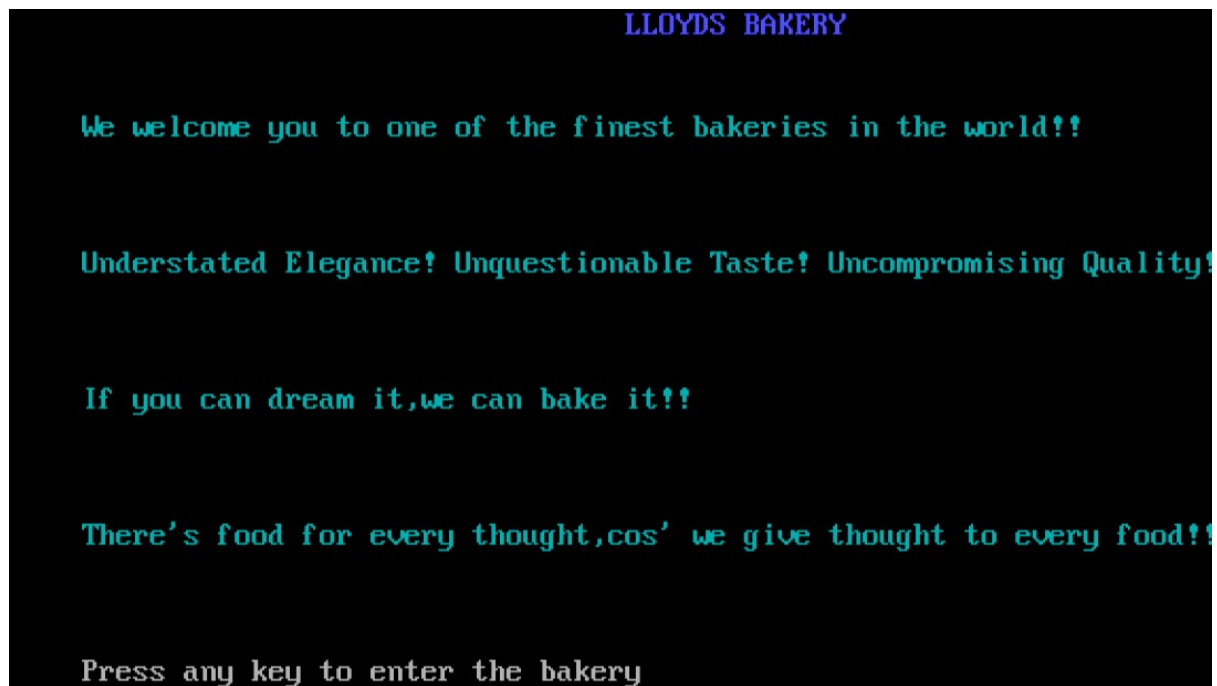 LLOYDS BAKERY
We welcome you to one of the finest bakeries in the world!!
Understated Elegance! Unquestionable Taste! Uncompromising Quality!
If you can dream it,we can bake it!!
There's food for every thought,cos' we give thought to every food!!
Press any key to enter the bakery